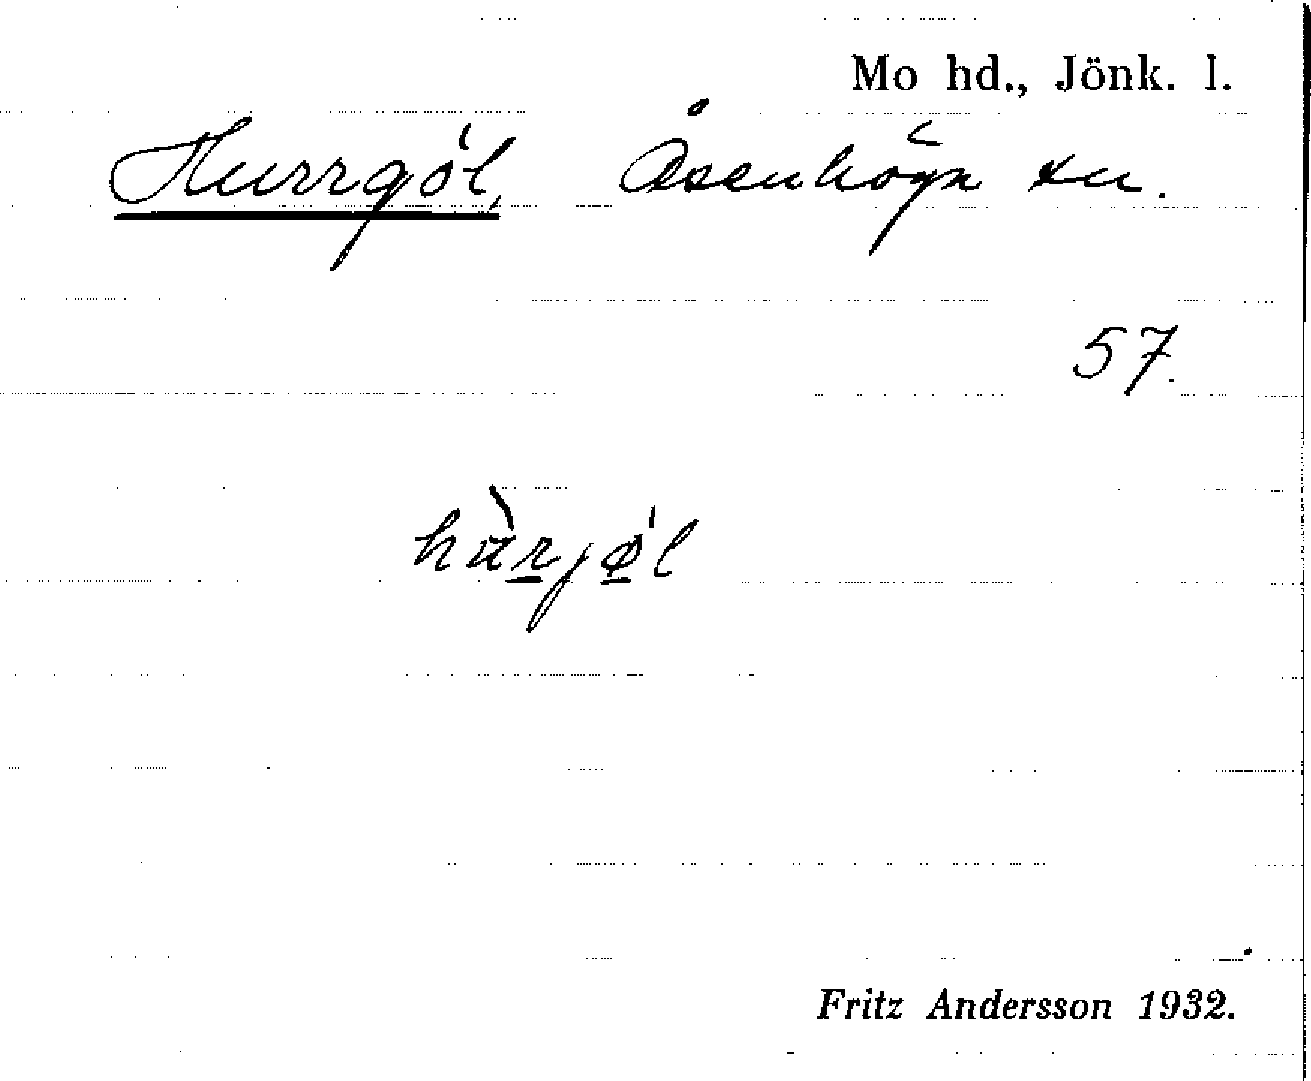 Mo hd., Jönk. l.
Hurrgöl, Åsenhöga sn.
57.
hùrjø̠l
Fritz Andersson 1932.